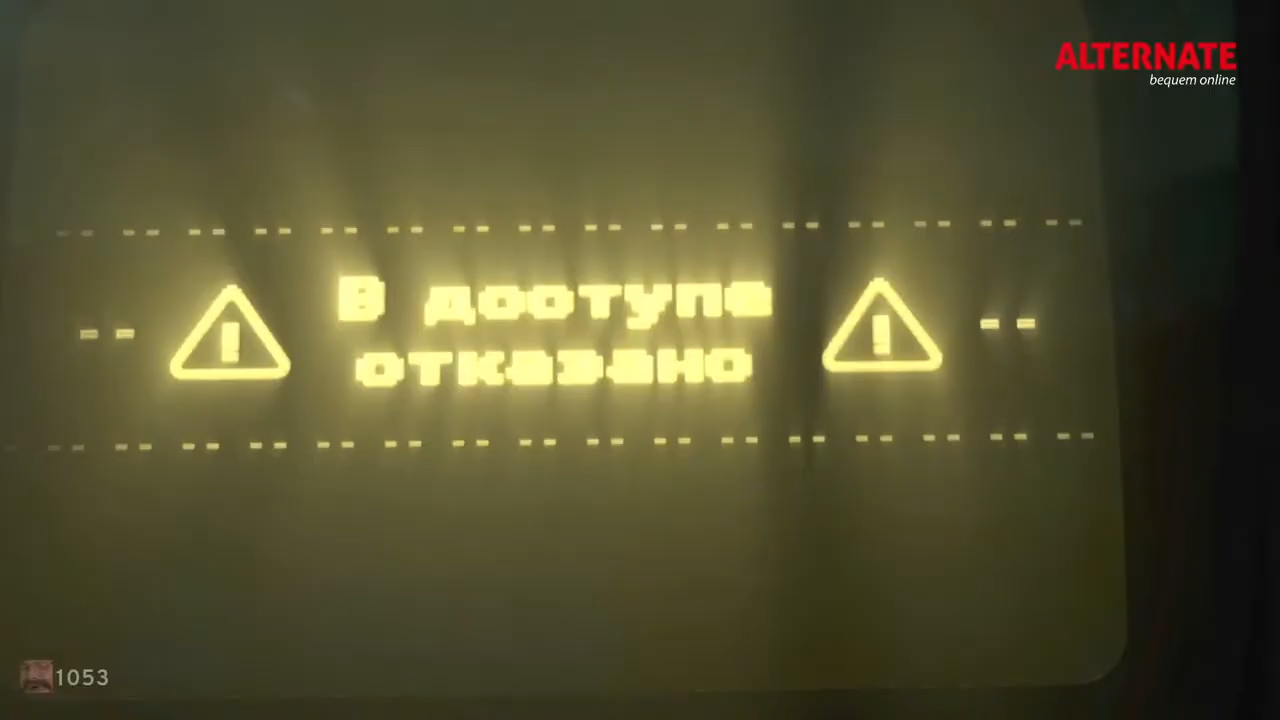 ALTERNATE
bequem online
В доступе
отказано
1053